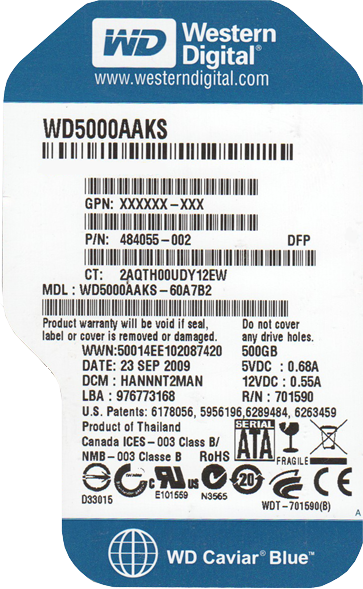 WD Western Digital®
www.westerndigital.com
WD5000AAKS
GPN: XXXXXX-XXX
P/N: 484055-002 DFP
CT: 2AQTH00UDY12EW
MDL : WD5000AAKS-60A7B2
Product warranty will be void if seal, label or cover is removed or damaged.
Do not cover any drive holes.
WWN:50014EE102087420 500GB
DATE: 23 SEP 2009 5VDC : 0.68A
DCM : HANNNT2MAN 12VDC : 0.55A
LBA : 976773168 R/N : 701590
U.S. Patents: 6178056, 5956196,6289484, 6263459
Product of Thailand
Canada ICES-003 Class B/
NMB-003 Classe B RoHS
SERIAL
ATA
FRAGILE
D33015
c RU us
E101559
N3565
20
CE
WDT-701590(B)
A
WD Caviar® Blue™